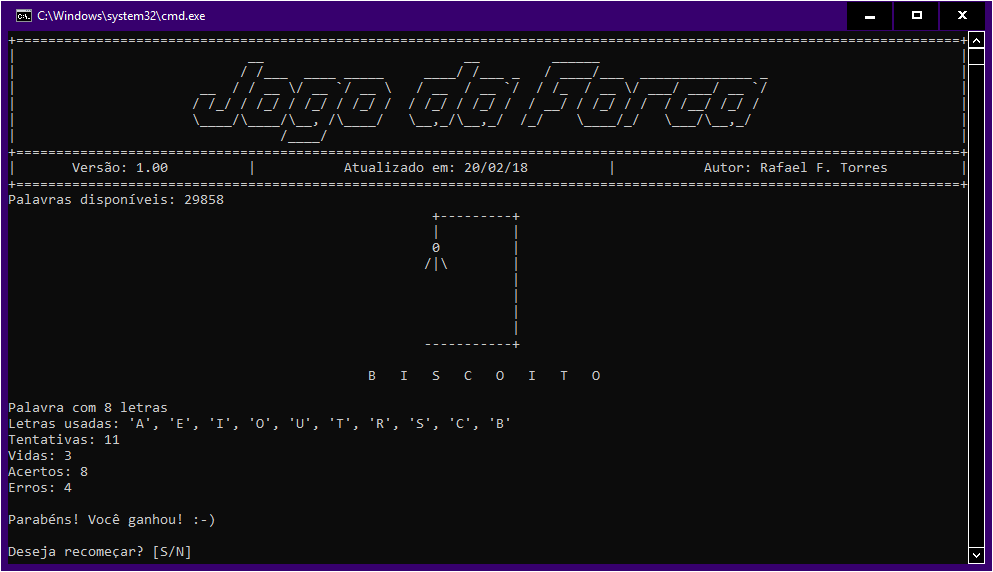 C:\Windows\system32\cmd.exe
Jogo da Forca
Versão: 1.00 | Atualizado em: 20/02/18 | Autor: Rafael F. Torres
Palavras disponíveis: 29858
B I S C O I T O
Palavra com 8 letras
Letras usadas: 'A', 'E', 'I', 'O', 'U', 'T', 'R', 'S', 'C', 'B'
Tentativas: 11
Vidas: 3
Acertos: 8
Erros: 4
Parabéns! Você ganhou! :-)
Deseja recomeçar? [S/N]